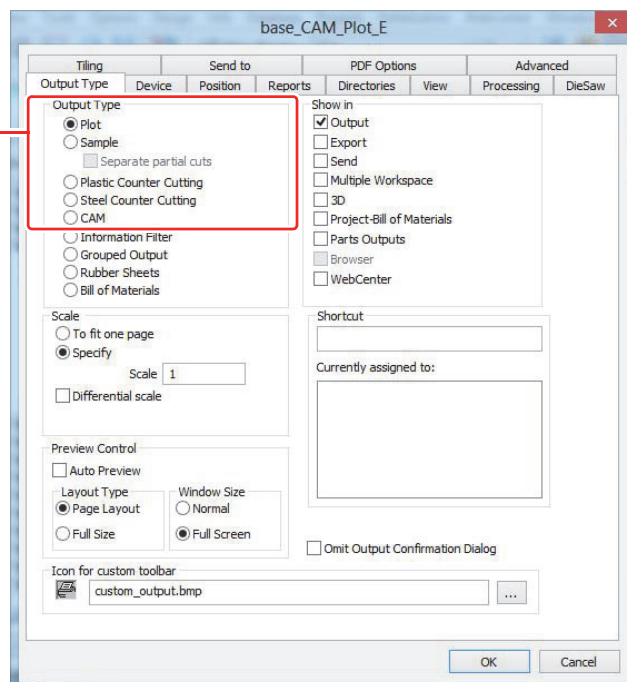 base_CAM_Plot_E
Tiling Send to PDF Options Advanced
Output Type Device Position Reports Directories View Processing DieSaw
Output Type
Plot
Sample
Separate partial cuts
Plastic Counter Cutting
Steel Counter Cutting
CAM
Information Filter
Grouped Output
Rubber Sheets
Bill of Materials
Show in
Output
Export
Send
Multiple Workspace
3D
Project-Bill of Materials
Parts Outputs
Browser
WebCenter
Scale
To fit one page
Specify
Scale 1
Differential scale
Shortcut
Currently assigned to:
Preview Control
Auto Preview
Layout Type
Page Layout
Full Size
Window Size
Normal
Full Screen
Omit Output Confirmation Dialog
Icon for custom toolbar
custom_output.bmp ...
OK Cancel